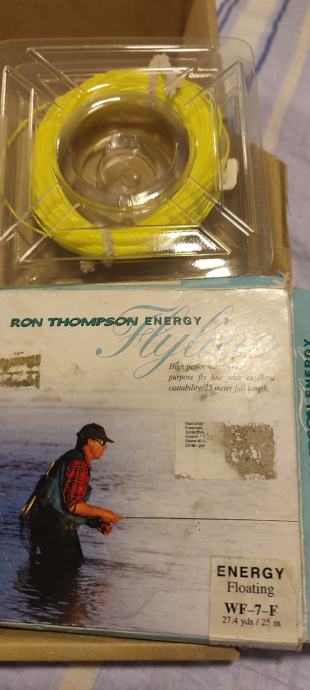 RON THOMPSON ENERGY
Flyline
High performance
purpose fly line with excellent
castability. 25 meter full length.
ENERGY
Floating
WF-7-F
27.4 yds / 25 m